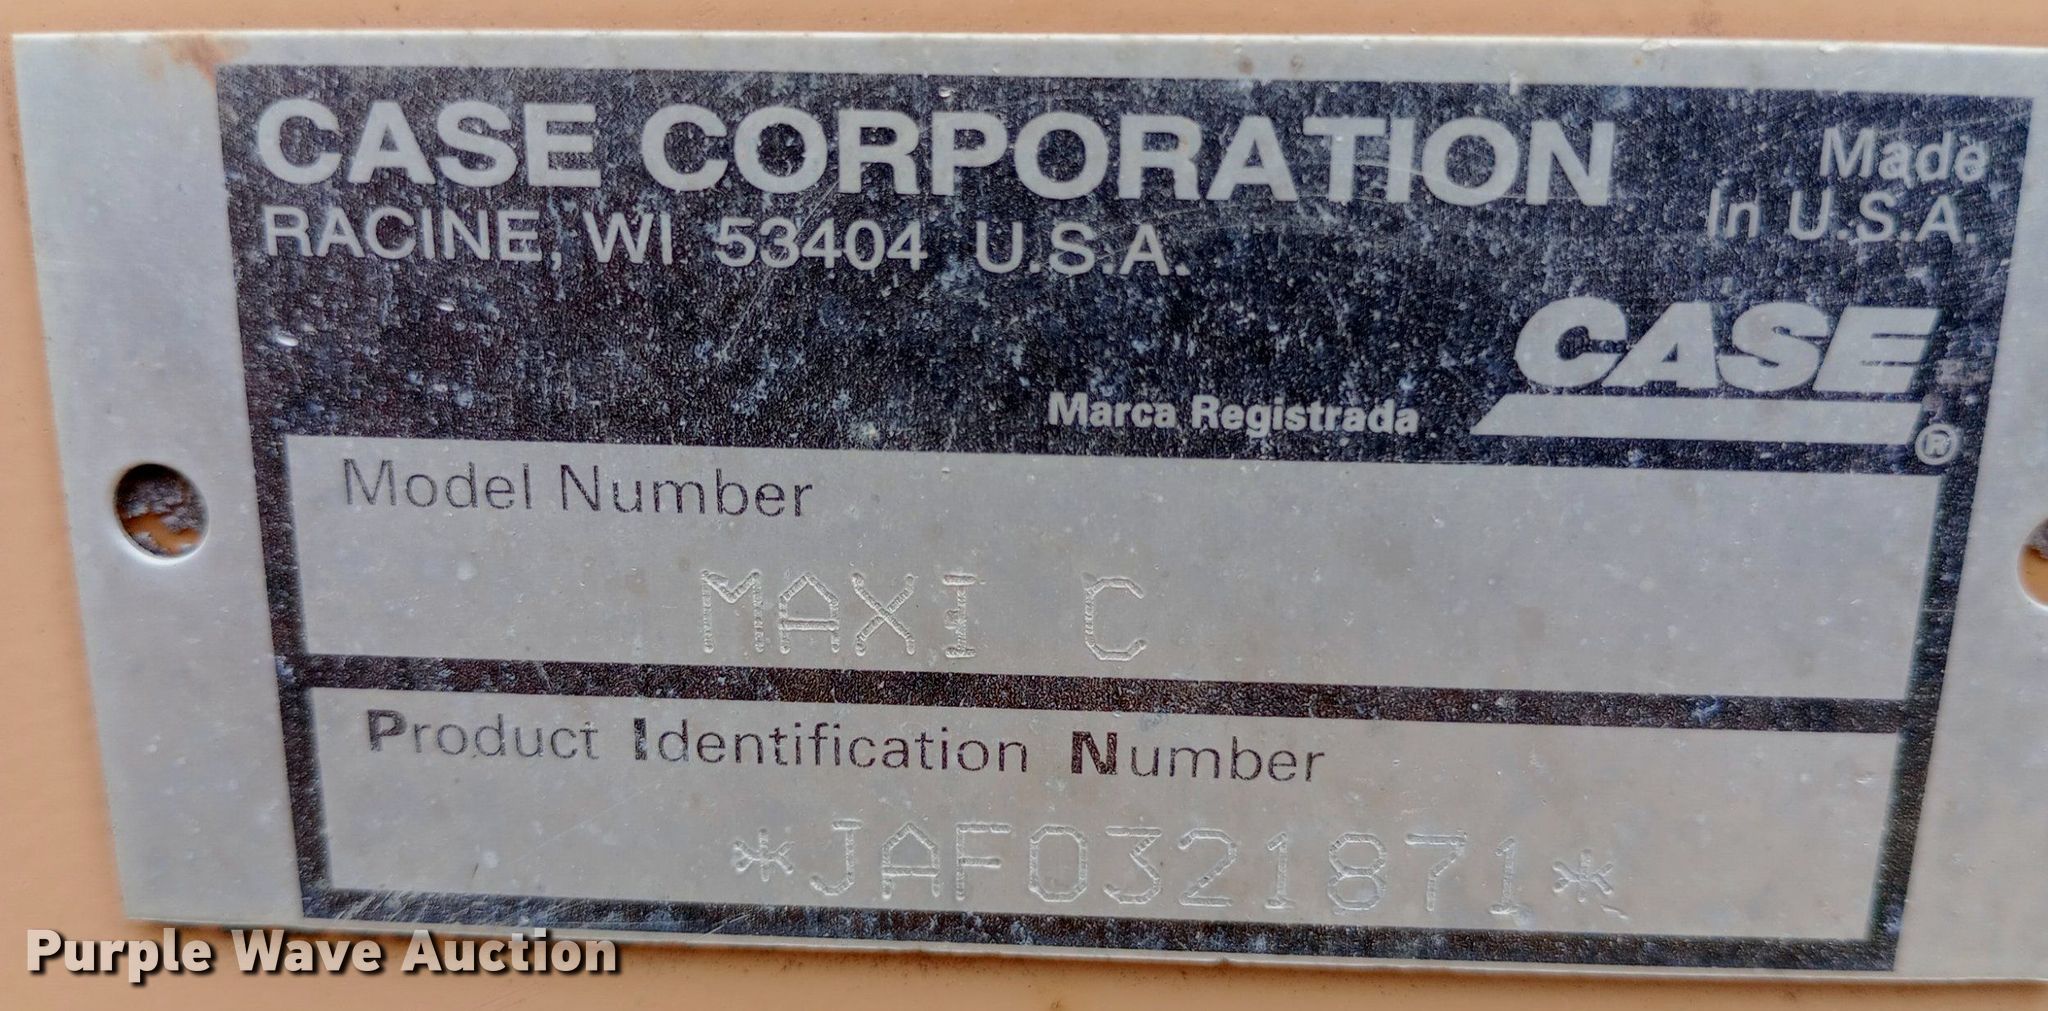 CASE CORPORATION
RACINE, WI 53404 U.S.A.
Made
In U.S.A.
CASE
Marca Registrada
®
Model Number
MAXI C
Product Identification Number
*JAF0321871*
Purple Wave Auction